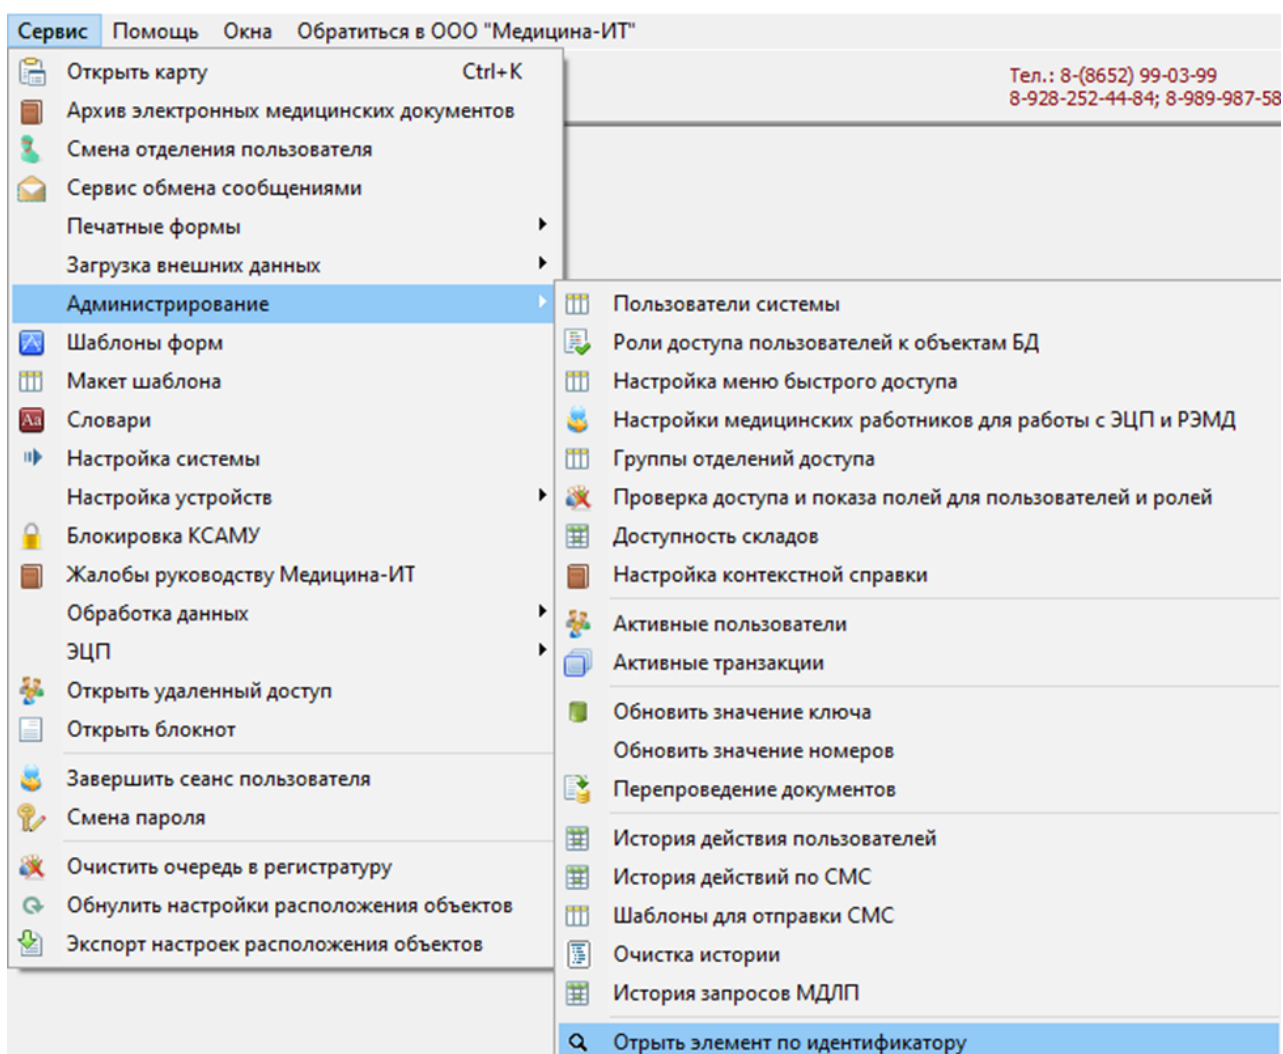 Сервис Помощь Окна Обратиться в ООО "Медицина-ИТ"
Тел.: 8-(8652) 99-03-99
8-928-252-44-84; 8-989-987-58
Открыть карту Ctrl+K
Архив электронных медицинских документов
Смена отделения пользователя
Сервис обмена сообщениями
Печатные формы
Загрузка внешних данных
Администрирование
Шаблоны форм
Макет шаблона
Aa Словари
Настройка системы
Настройка устройств
Блокировка КСАМУ
Жалобы руководству Медицина-ИТ
Обработка данных
ЭЦП
Открыть удаленный доступ
Открыть блокнот
Завершить сеанс пользователя
Смена пароля
Очистить очередь в регистратуру
Обнулить настройки расположения объектов
Экспорт настроек расположения объектов
Пользователи системы
Роли доступа пользователей к объектам БД
Настройка меню быстрого доступа
Настройки медицинских работников для работы с ЭЦП и РЭМД
Группы отделений доступа
Проверка доступа и показа полей для пользователей и ролей
Доступность складов
Настройка контекстной справки
Активные пользователи
Активные транзакции
Обновить значение ключа
Обновить значение номеров
Перепроведение документов
История действия пользователей
История действий по СМС
Шаблоны для отправки СМС
Очистка истории
История запросов МДЛП
Отрыть элемент по идентификатору